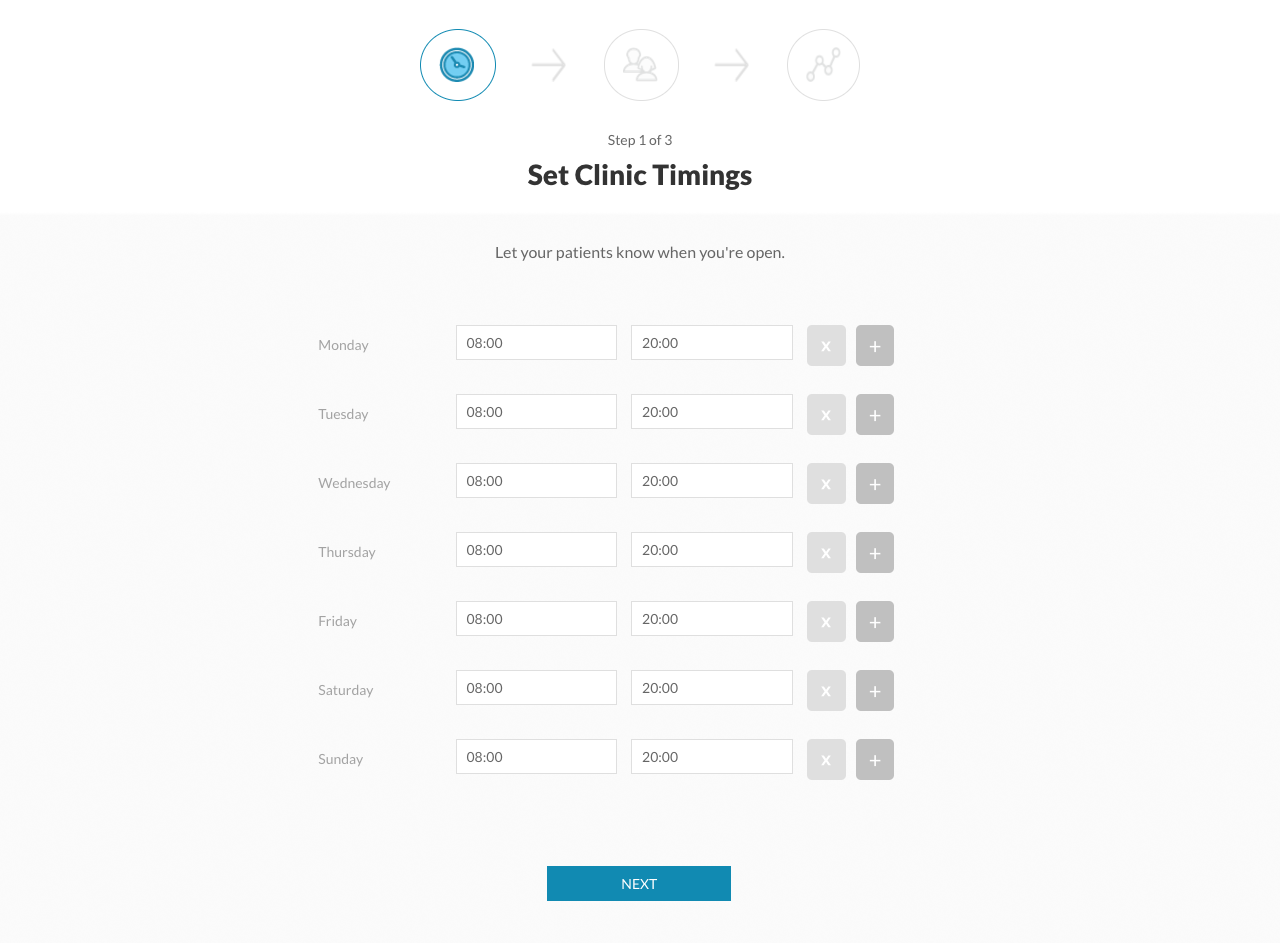 Step 1 of 3
Set Clinic Timings
Let your patients know when you're open.
Monday 08:00 20:00 x +
Tuesday 08:00 20:00 x +
Wednesday 08:00 20:00 x +
Thursday 08:00 20:00 x +
Friday 08:00 20:00 x +
Saturday 08:00 20:00 x +
Sunday 08:00 20:00 x +
NEXT